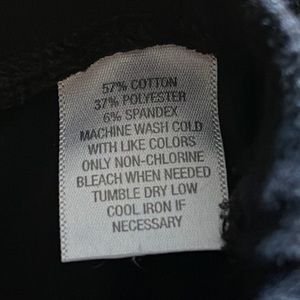 57% COTTON
37% POLYESTER
6% SPANDEX
MACHINE WASH COLD
WITH LIKE COLORS
ONLY NON-CHLORINE
BLEACH WHEN NEEDED
TUMBLE DRY LOW
COOL IRON IF
NECESSARY